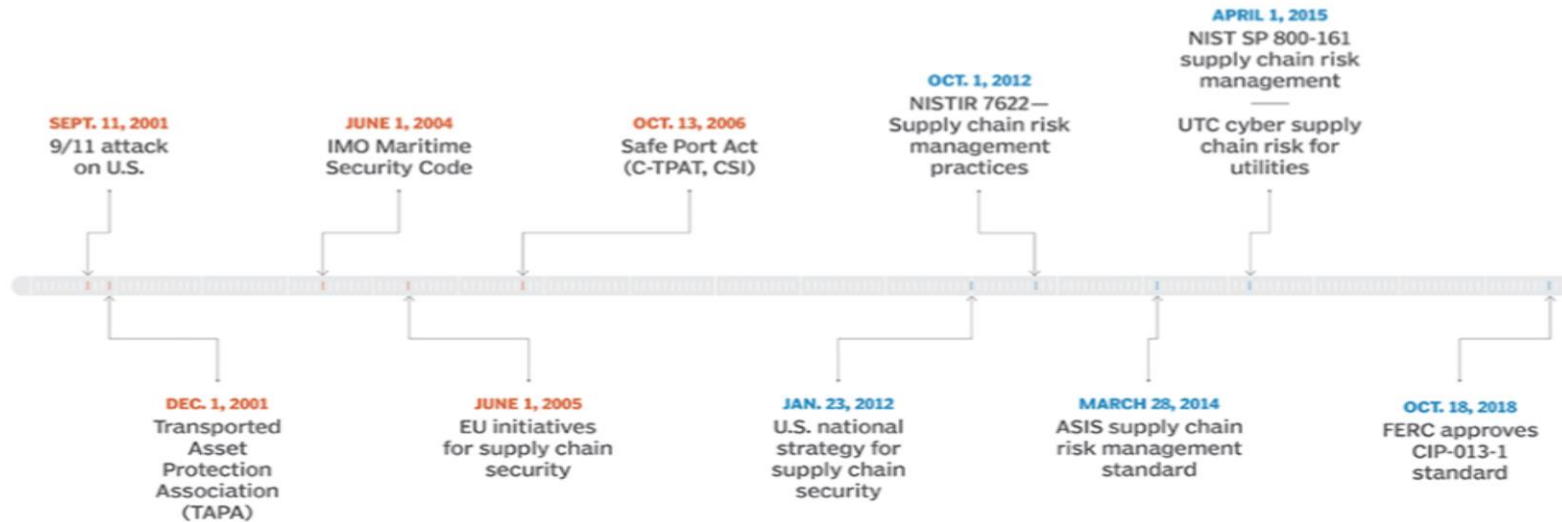 SEPT. 11, 2001
9/11 attack
on U.S.
JUNE 1, 2004
IMO Maritime
Security Code
OCT. 13, 2006
Safe Port Act
(C-TPAT, CSI)
OCT. 1, 2012
NISTIR 7622—
Supply chain risk
management
practices
APRIL 1, 2015
NIST SP 800-161
supply chain risk
management
UTC cyber supply
chain risk for
utilities
DEC. 1, 2001
Transported
Asset
Protection
Association
(TAPA)
JUNE 1, 2005
EU initiatives
for supply chain
security
JAN. 23, 2012
U.S. national
strategy for
supply chain
security
MARCH 28, 2014
ASIS supply chain
risk management
standard
OCT. 18, 2018
FERC approves
CIP-013-1
standard